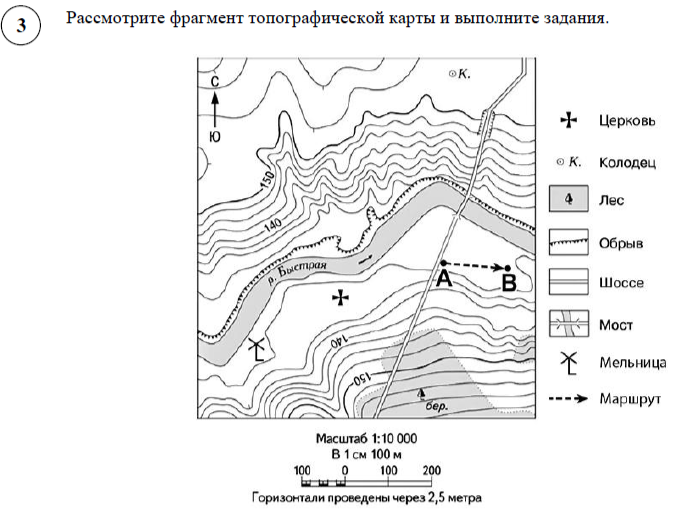 3
Рассмотрите фрагмент топографической карты и выполните задания.
К.
С
Ю
150
140
р. Быстрая
А
В
140
150
бер.
Церковь
К. Колодец
Лес
Обрыв
Шоссе
Мост
Мельница
Маршрут
Масштаб 1:10 000
В 1 см 100 м
100 0 100 200
Горизонтали проведены через 2,5 метра